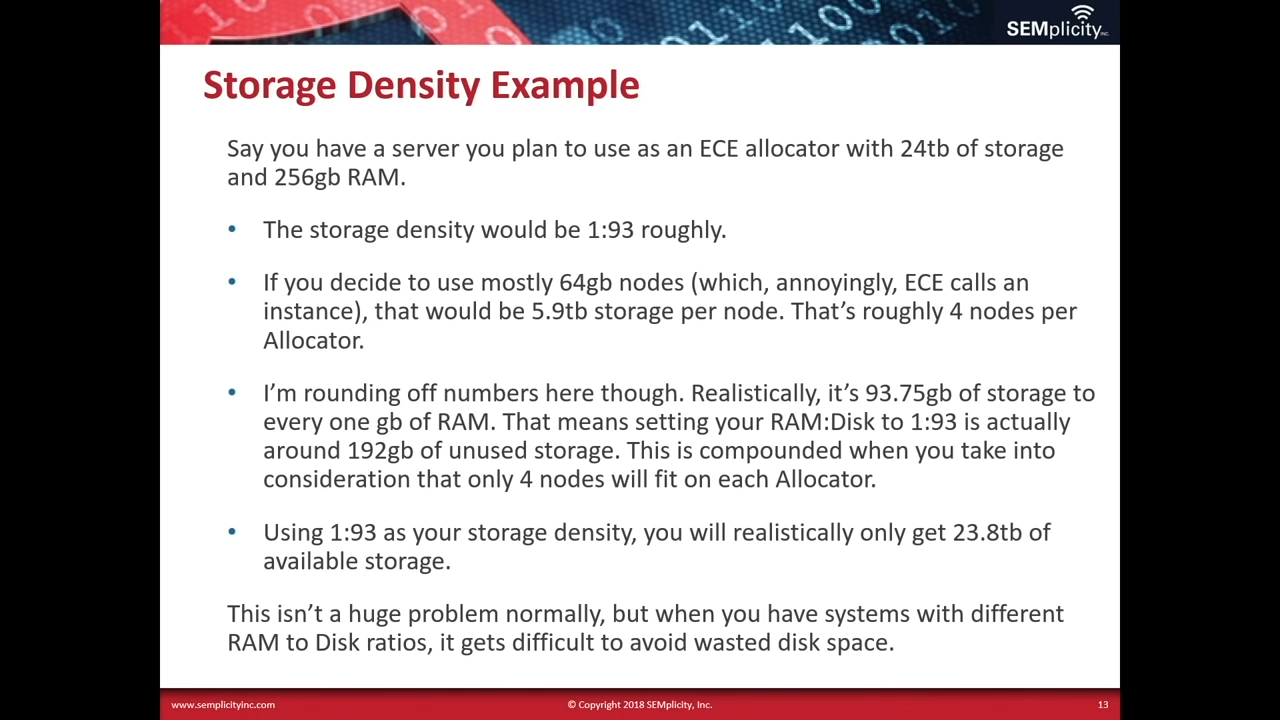 SEMplicity INC.
Storage Density Example
Say you have a server you plan to use as an ECE allocator with 24tb of storage
and 256gb RAM.
• The storage density would be 1:93 roughly.
• If you decide to use mostly 64gb nodes (which, annoyingly, ECE calls an
instance), that would be 5.9tb storage per node. That’s roughly 4 nodes per
Allocator.
• I’m rounding off numbers here though. Realistically, it’s 93.75gb of storage to
every one gb of RAM. That means setting your RAM:Disk to 1:93 is actually
around 192gb of unused storage. This is compounded when you take into
consideration that only 4 nodes will fit on each Allocator.
• Using 1:93 as your storage density, you will realistically only get 23.8tb of
available storage.
This isn’t a huge problem normally, but when you have systems with different
RAM to Disk ratios, it gets difficult to avoid wasted disk space.
www.semplicityinc.com
© Copyright 2018 SEMplicity, Inc.
13